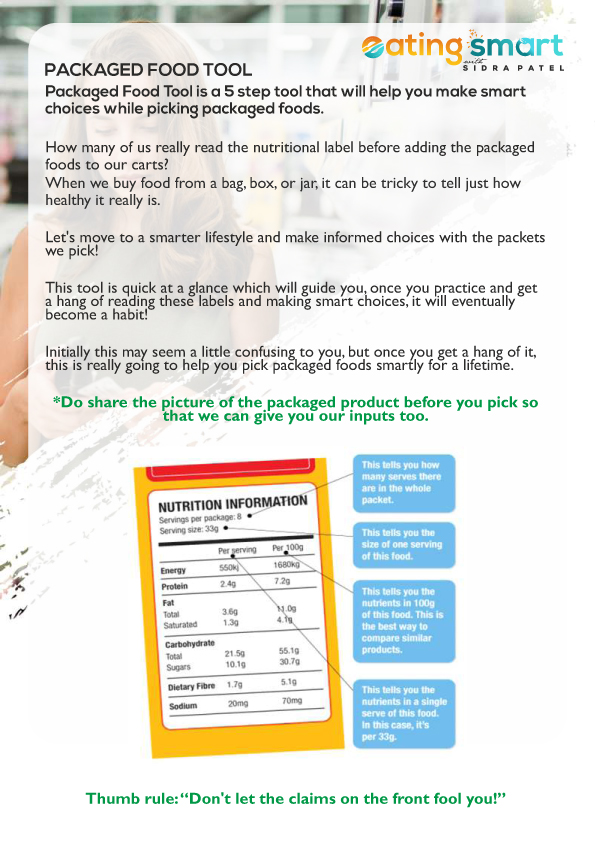 eating smart
with
SIDRA PATEL
PACKAGED FOOD TOOL
Packaged Food Tool is a 5 step tool that will help you make smart
choices while picking packaged foods.
How many of us really read the nutritional label before adding the packaged
foods to our carts?
When we buy food from a bag, box, or jar, it can be tricky to tell just how
healthy it really is.
Let's move to a smarter lifestyle and make informed choices with the packets
we pick!
This tool is quick at a glance which will guide you, once you practice and get
a hang of reading these labels and making smart choices, it will eventually
become a habit!
Initially this may seem a little confusing to you, but once you get a hang of it,
this is really going to help you pick packaged foods smartly for a lifetime.
*Do share the picture of the packaged product before you pick so
that we can give you our inputs too.
NUTRITION INFORMATION
Servings per package: 8
Serving size: 33g
Per serving Per 100g
Energy 550kj 1680kg
Protein 2.4g 7.2g
Fat
Total 3.6g 11.0g
Saturated 1.3g 4.1g
Carbohydrate
Total 21.5g 55.1g
Sugars 10.1g 30.7g
Dietary Fibre 1.7g 5.1g
Sodium 20mg 70mg
This tells you how
many serves there
are in the whole
packet.
This tells you the
size of one serving
of this food.
This tells you the
nutrients in 100g
of this food. This is
the best way to
compare similar
products.
This tells you the
nutrients in a single
serve of this food.
In this case, it's
per 33g.
Thumb rule: “Don't let the claims on the front fool you!”